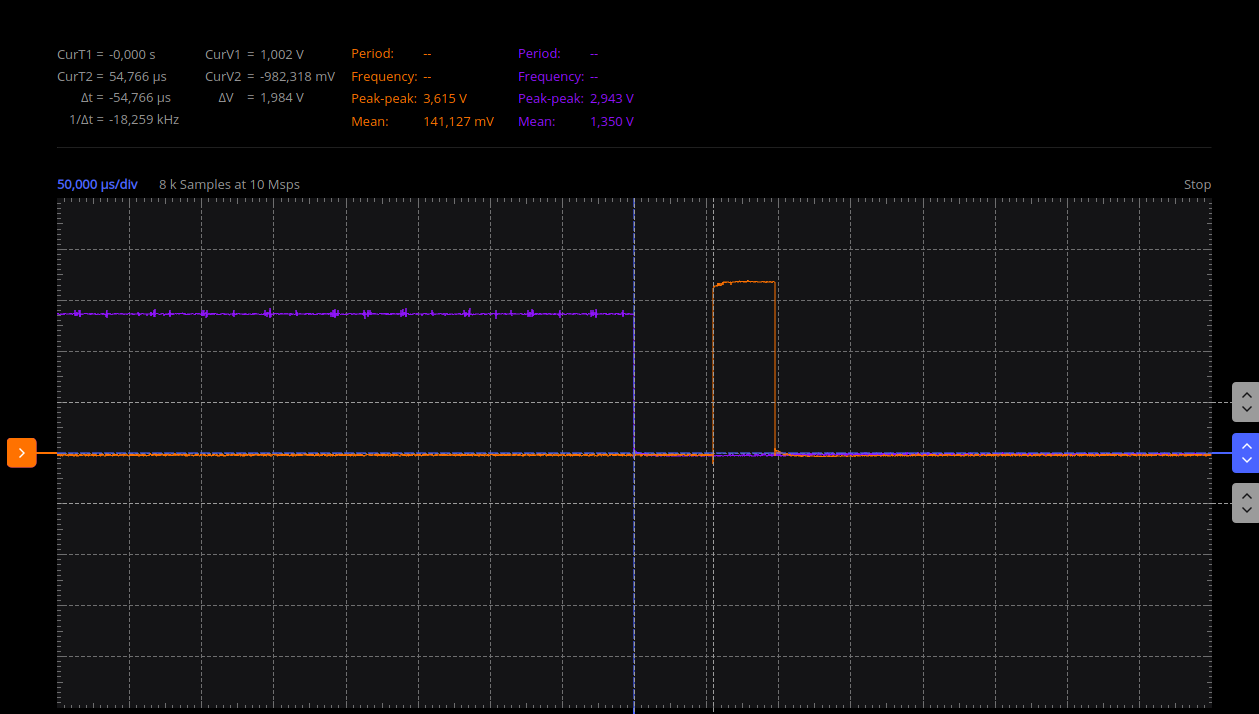 CurT1 = -0,000 s CurV1 = 1,002 V Period: -- Period: --
CurT2 = 54,766 µs CurV2 = -982,318 mV Frequency: -- Frequency: --
Δt = -54,766 µs ΔV = 1,984 V Peak-peak: 3,615 V Peak-peak: 2,943 V
1/Δt = -18,259 kHz Mean: 141,127 mV Mean: 1,350 V
50,000 µs/div 8 k Samples at 10 Msps Stop